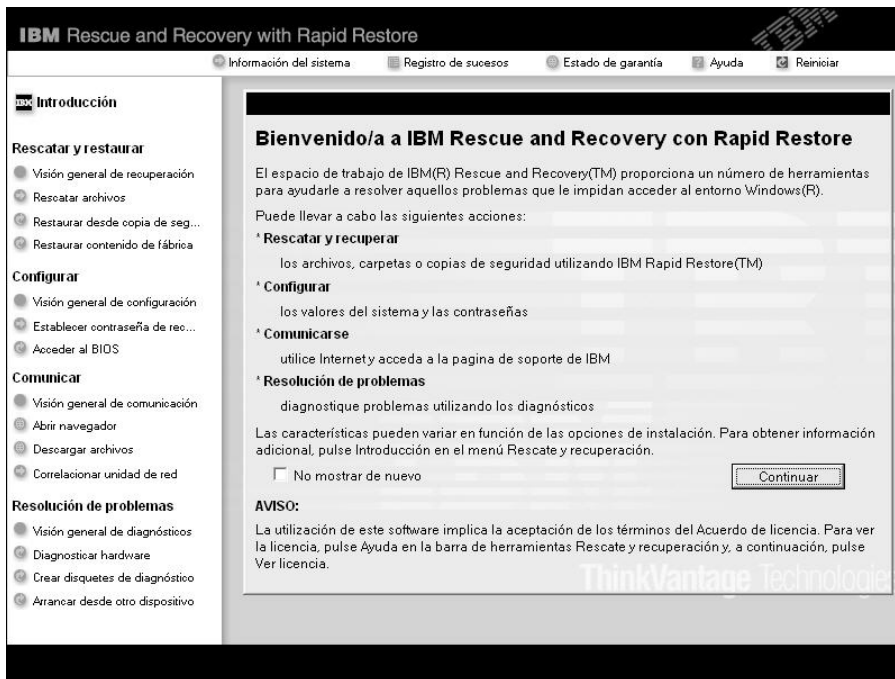 IBM Rescue and Recovery with Rapid Restore
IBM
Información del sistema
Registro de sucesos
Estado de garantía
Ayuda
Reiniciar
Introducción
Rescatar y restaurar
Visión general de recuperación
Rescatar archivos
Restaurar desde copia de seg...
Restaurar contenido de fábrica
Configurar
Visión general de configuración
Establecer contraseña de rec...
Acceder al BIOS
Comunicar
Visión general de comunicación
Abrir navegador
Descargar archivos
Correlacionar unidad de red
Resolución de problemas
Visión general de diagnósticos
Diagnosticar hardware
Crear disquetes de diagnóstico
Arrancar desde otro dispositivo
Bienvenido/a a IBM Rescue and Recovery con Rapid Restore
El espacio de trabajo de IBM(R) Rescue and Recovery(TM) proporciona un número de herramientas
para ayudarle a resolver aquellos problemas que le impidan acceder al entorno Windows(R).
Puede llevar a cabo las siguientes acciones:
* Rescatar y recuperar
los archivos, carpetas o copias de seguridad utilizando IBM Rapid Restore(TM)
* Configurar
los valores del sistema y las contraseñas
* Comunicarse
utilice Internet y acceda a la pagina de soporte de IBM
* Resolución de problemas
diagnostique problemas utilizando los diagnósticos
Las características pueden variar en función de las opciones de instalación. Para obtener información
adicional, pulse Introducción en el menú Rescate y recuperación.
No mostrar de nuevo
Continuar
AVISO:
La utilización de este software implica la aceptación de los términos del Acuerdo de licencia. Para ver
la licencia, pulse Ayuda en la barra de herramientas Rescate y recuperación y, a continuación, pulse
Ver licencia.
ThinkVantage Technologie